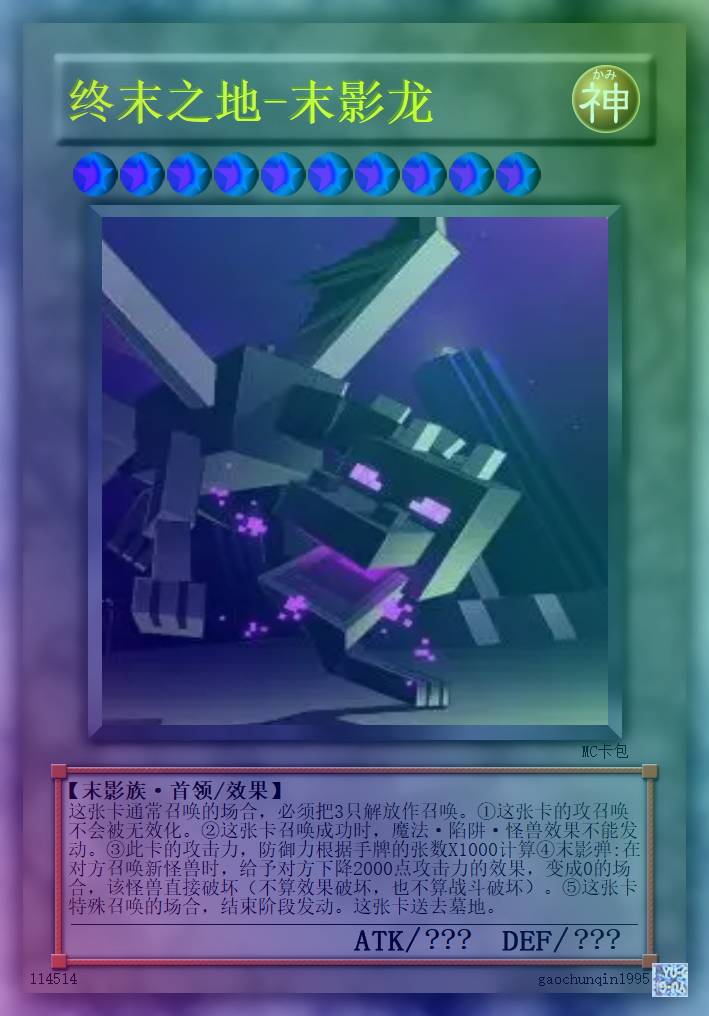 终末之地-末影龙
かみ
神
MC卡包
【末影族·首领/效果】
这张卡通常召唤的场合，必须把3只解放作召唤。①这张卡的攻召唤
不会被无效化。②这张卡召唤成功时，魔法·陷阱·怪兽效果不能发
动。③此卡的攻击力，防御力根据手牌的张数X1000计算④末影弹:在
对方召唤新怪兽时，给予对方下降2000点攻击力的效果，变成0的场
合，该怪兽直接破坏（不算效果破坏，也不算战斗破坏）。⑤这张卡
特殊召唤的场合，结束阶段发动。这张卡送去墓地。
ATK/??? DEF/???
114514
gaochunqin1995